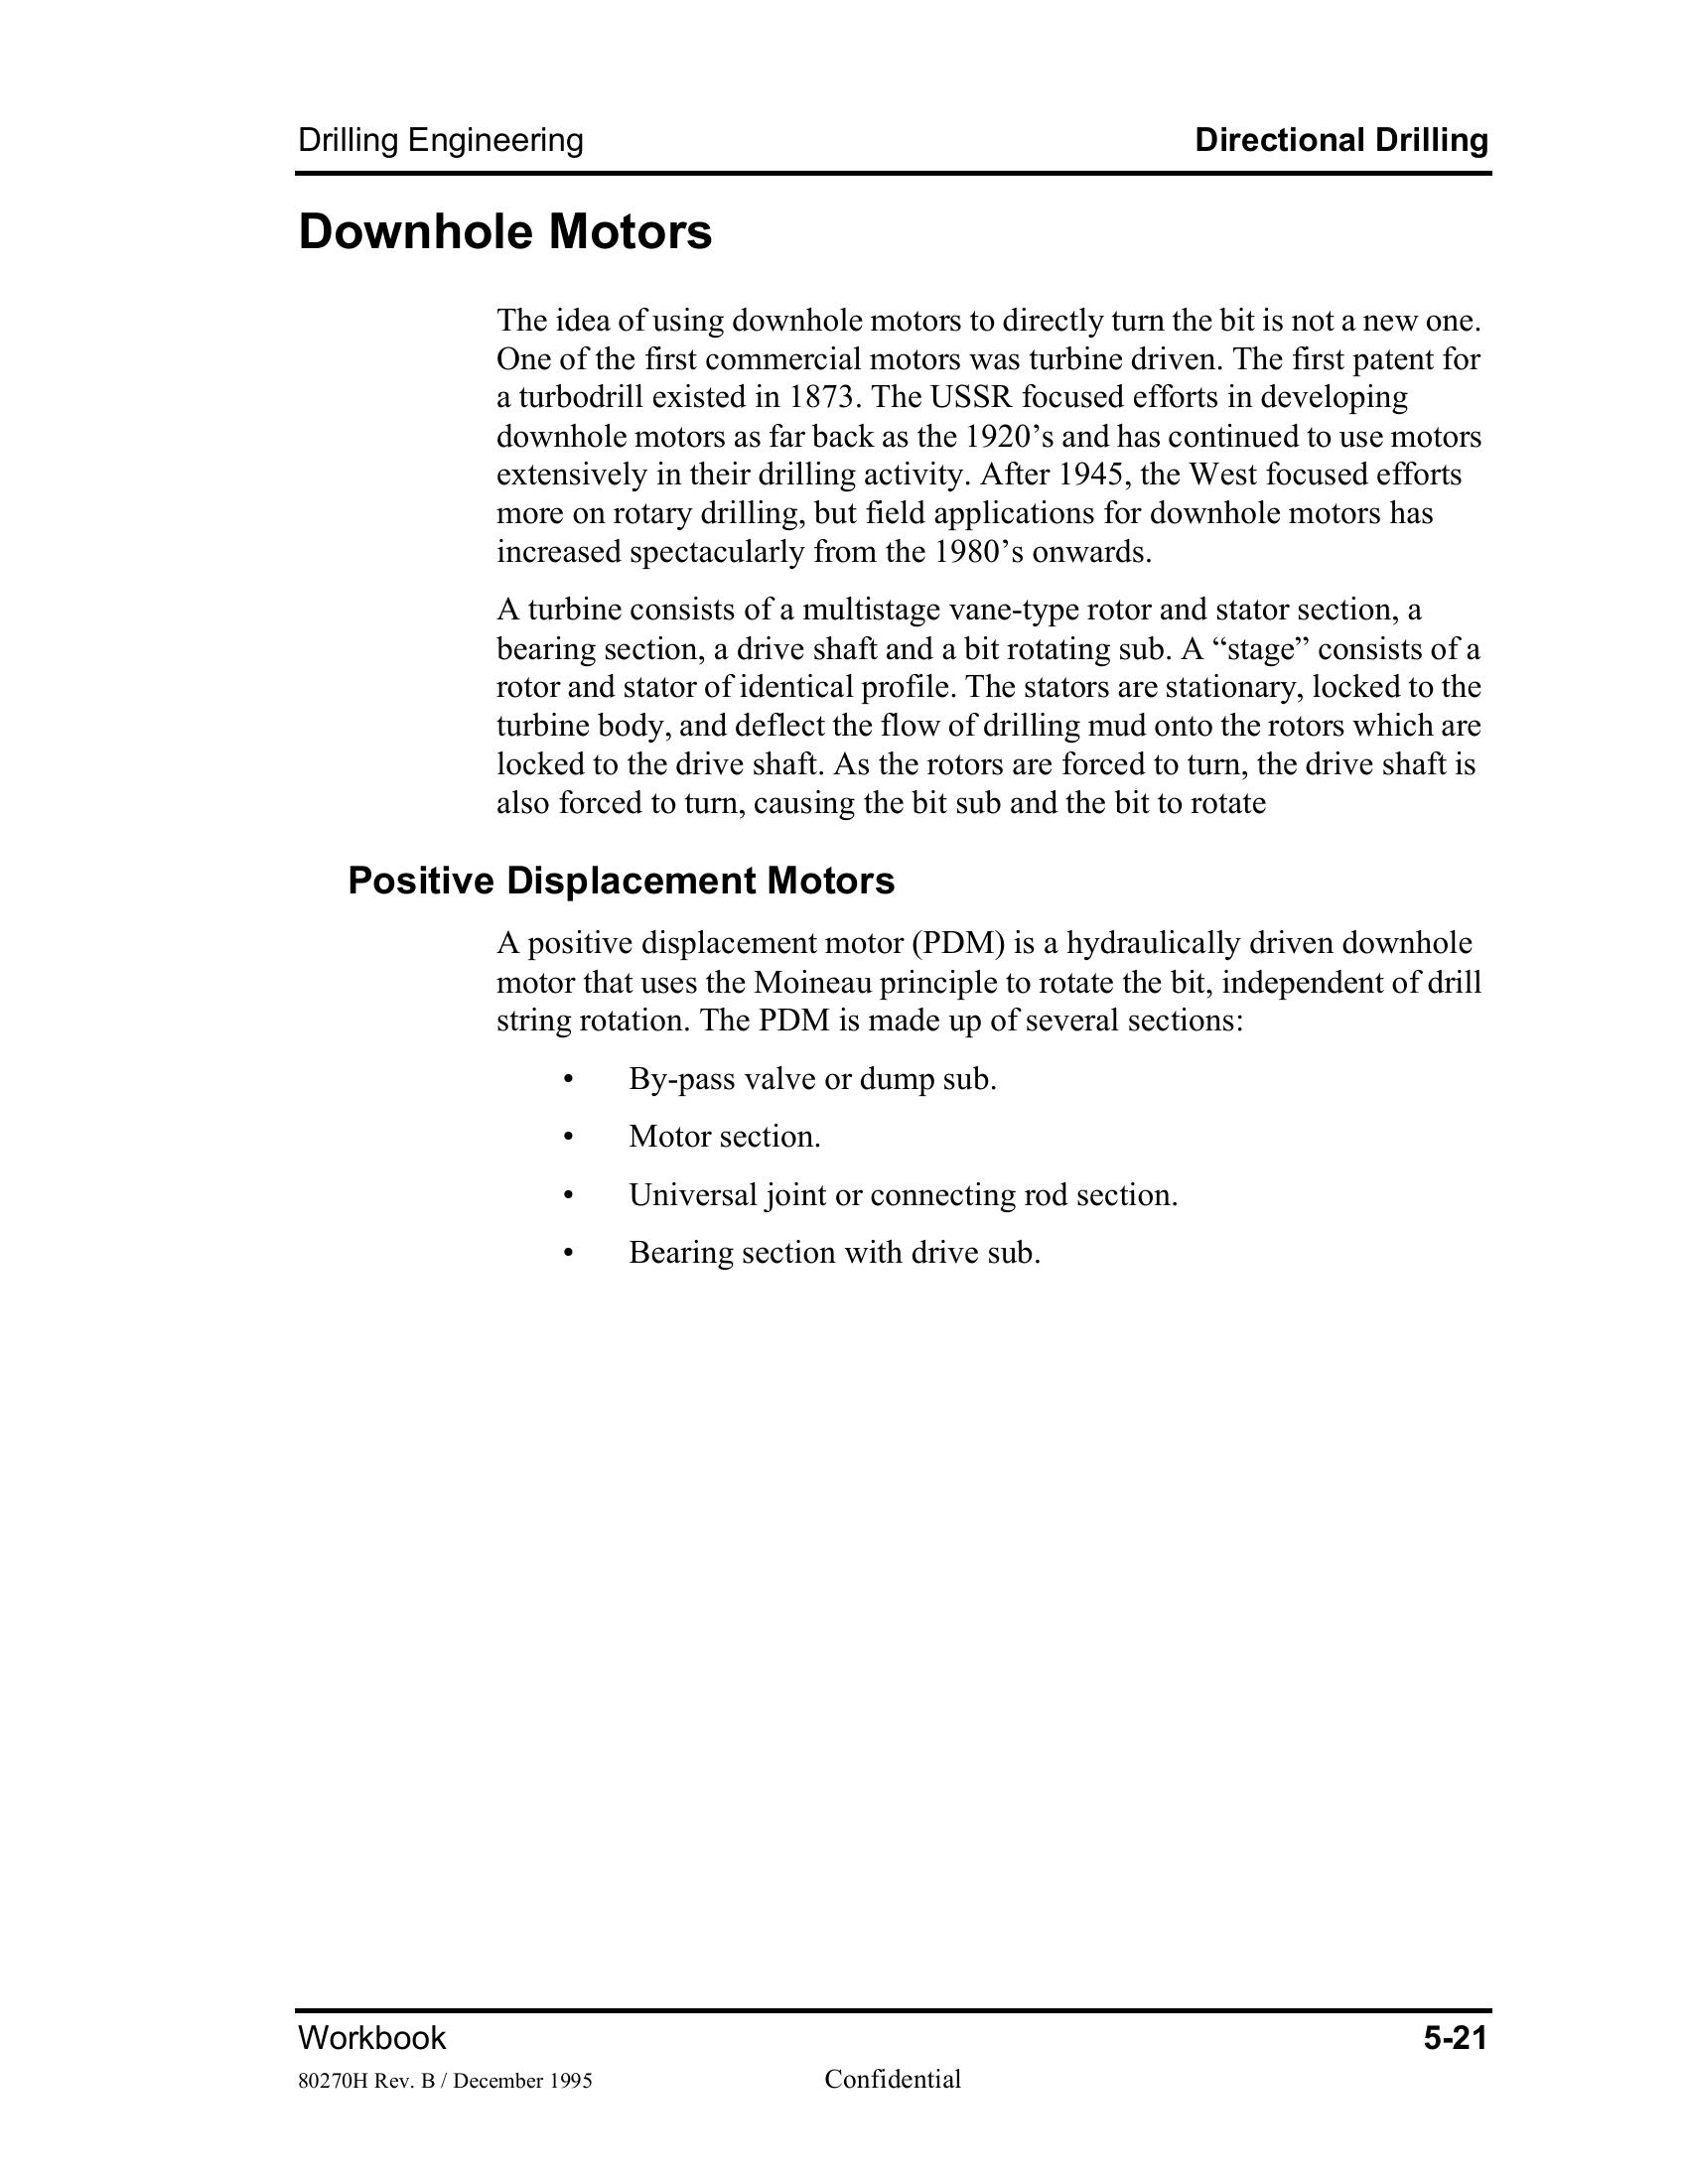 Drilling Engineering Directional Drilling
Downhole Motors
The idea of using downhole motors to directly turn the bit is not a new one.
One of the first commercial motors was turbine driven. The first patent for
a turbodrill existed in 1873. The USSR focused efforts in developing
downhole motors as far back as the 1920’s and has continued to use motors
extensively in their drilling activity. After 1945, the West focused efforts
more on rotary drilling, but field applications for downhole motors has
increased spectacularly from the 1980’s onwards.
A turbine consists of a multistage vane-type rotor and stator section, a
bearing section, a drive shaft and a bit rotating sub. A “stage” consists of a
rotor and stator of identical profile. The stators are stationary, locked to the
turbine body, and deflect the flow of drilling mud onto the rotors which are
locked to the drive shaft. As the rotors are forced to turn, the drive shaft is
also forced to turn, causing the bit sub and the bit to rotate
Positive Displacement Motors
A positive displacement motor (PDM) is a hydraulically driven downhole
motor that uses the Moineau principle to rotate the bit, independent of drill
string rotation. The PDM is made up of several sections:
• By-pass valve or dump sub.
• Motor section.
• Universal joint or connecting rod section.
• Bearing section with drive sub.
Workbook 5-21
80270H Rev. B / December 1995 Confidential